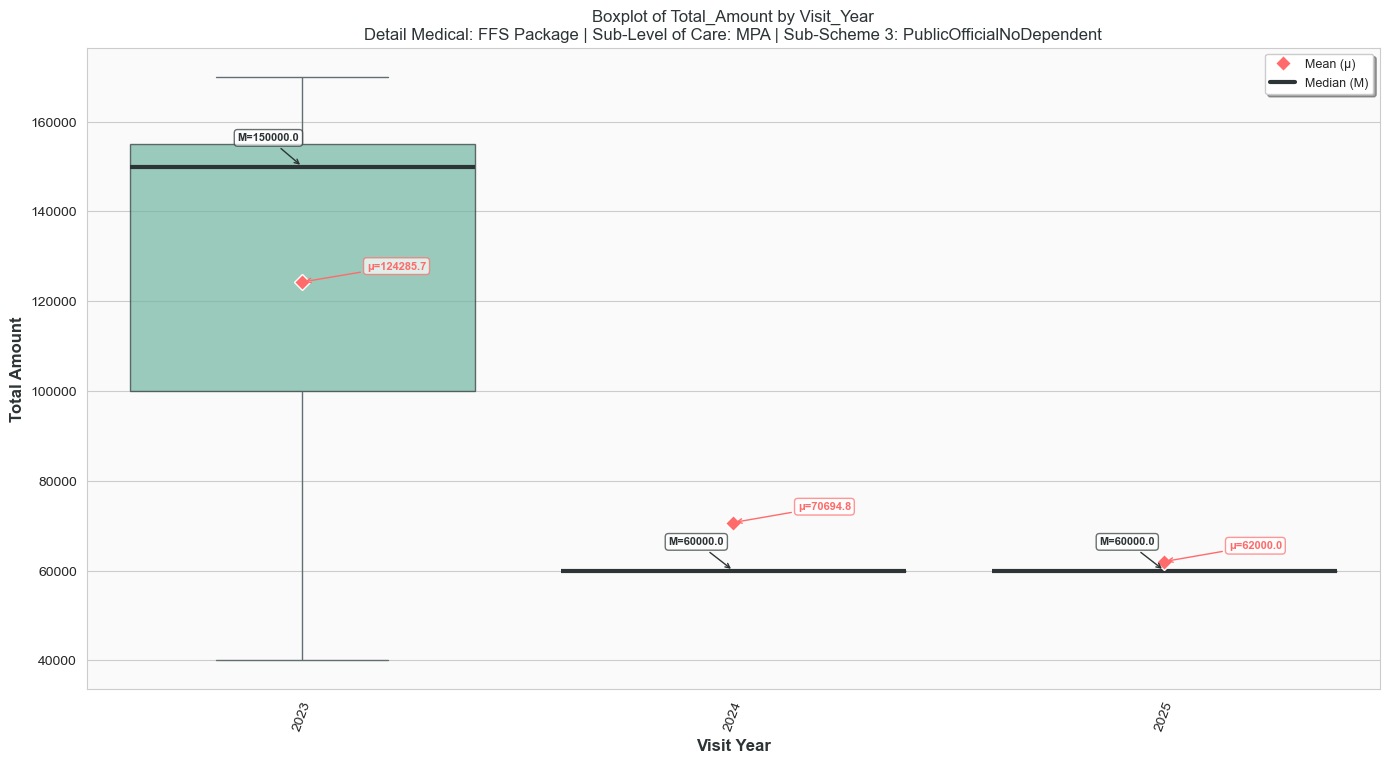 Boxplot of Total_Amount by Visit_Year
Detail Medical: FFS Package | Sub-Level of Care: MPA | Sub-Scheme 3: PublicOfficialNoDependent
Mean (μ)
Median (M)
Total Amount
160000
140000
120000
100000
80000
60000
40000
M=150000.0
μ=124285.7
μ=70694.8
M=60000.0
M=60000.0
μ=62000.0
2023
2024
2025
Visit Year